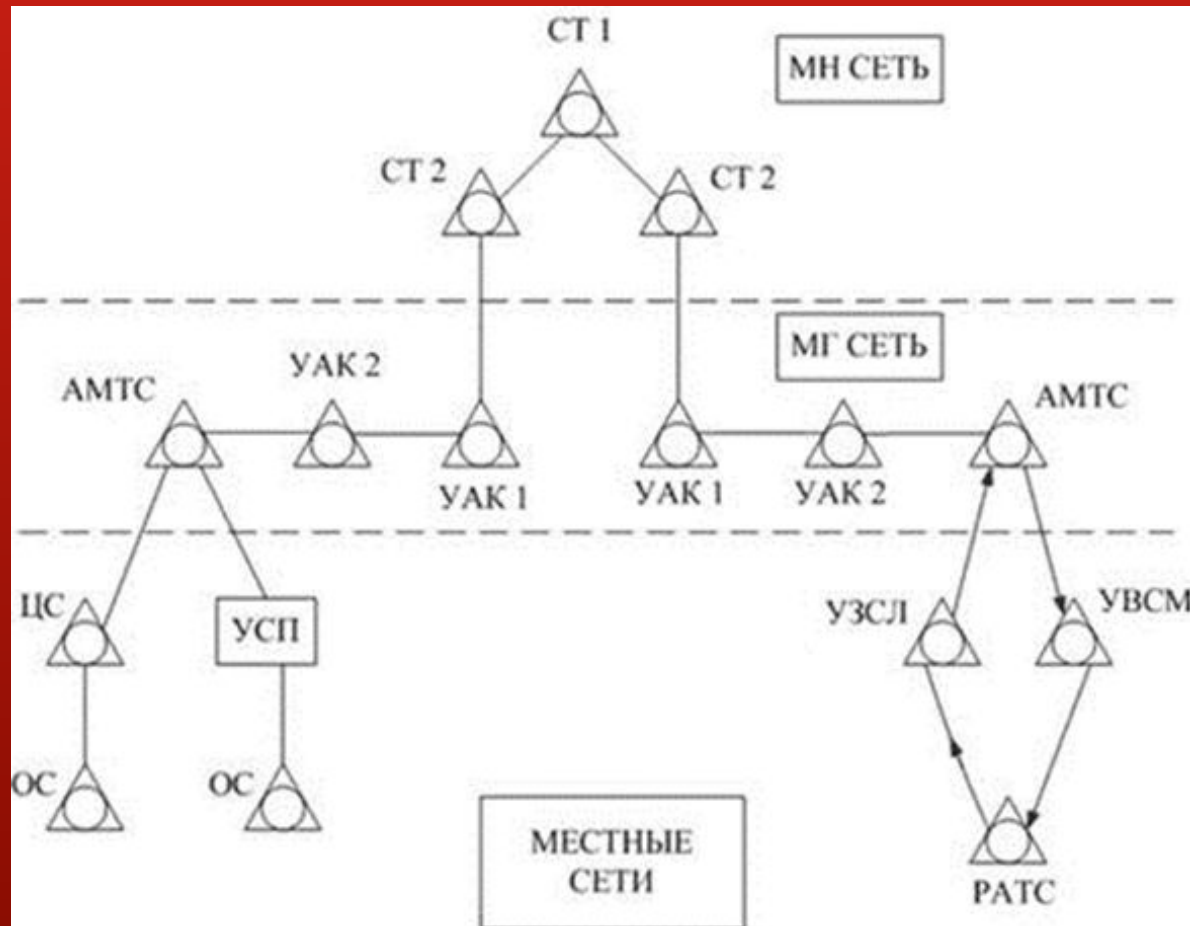 СТ 1
МН СЕТЬ
СТ 2
СТ 2
МГ СЕТЬ
АМТС
УАК 2
АМТС
УАК 1
УАК 1
УАК 2
ЦС
УСП
УЗСЛ
УВСМ
ОС
ОС
МЕСТНЫЕ
СЕТИ
РАТС